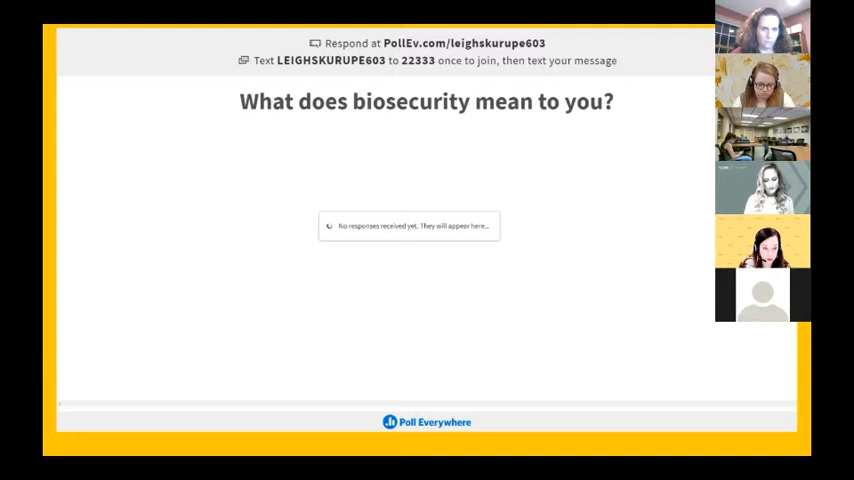 Respond at PollEv.com/leighskurupe603
Text LEIGHSKURUPE603 to 22333 once to join, then text your message
What does biosecurity mean to you?
No responses received yet. They will appear here...
Poll Everywhere